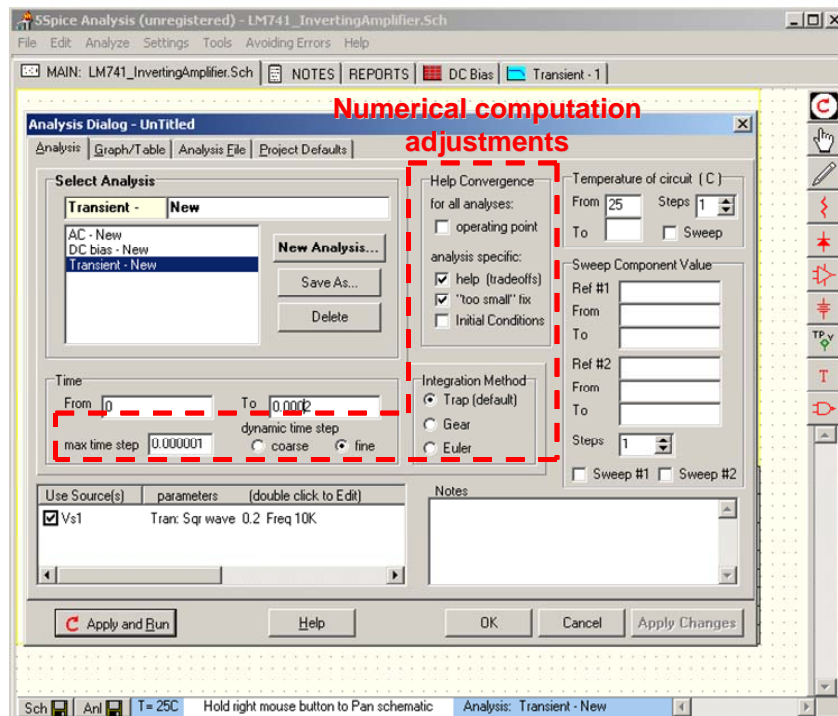 5Spice Analysis (unregistered) - LM741_InvertingAmplifier.Sch
File Edit Analyze Settings Tools Avoiding Errors Help
MAIN: LM741_InvertingAmplifier.Sch NOTES REPORTS DC Bias Transient - 1
Numerical computation
adjustments
Analysis Dialog - UnTitled
Analysis Graph/Table Analysis File Project Defaults
Select Analysis
Transient - New
AC - New
DC bias - New
Transient - New
New Analysis...
Save As...
Delete
Help Convergence
for all analyses:
operating point
analysis specific:
help (tradeoffs)
"too small" fix
Initial Conditions
Temperature of circuit ( C )
From 25 Steps 1
To Sweep
Sweep Component Value
Ref #1
From
To
Ref #2
From
To
Steps 1
Sweep #1 Sweep #2
Time
From 0 To 0.0002
dynamic time step
max time step 0.000001 coarse fine
Integration Method
Trap (default)
Gear
Euler
Use Source(s) parameters (double click to Edit)
Vs1 Tran: Sqr wave 0.2 Freq 10K
Notes
Apply and Run Help OK Cancel Apply Changes
C
TP V
T
Sch Anl T= 25C Hold right mouse button to Pan schematic Analysis: Transient - New